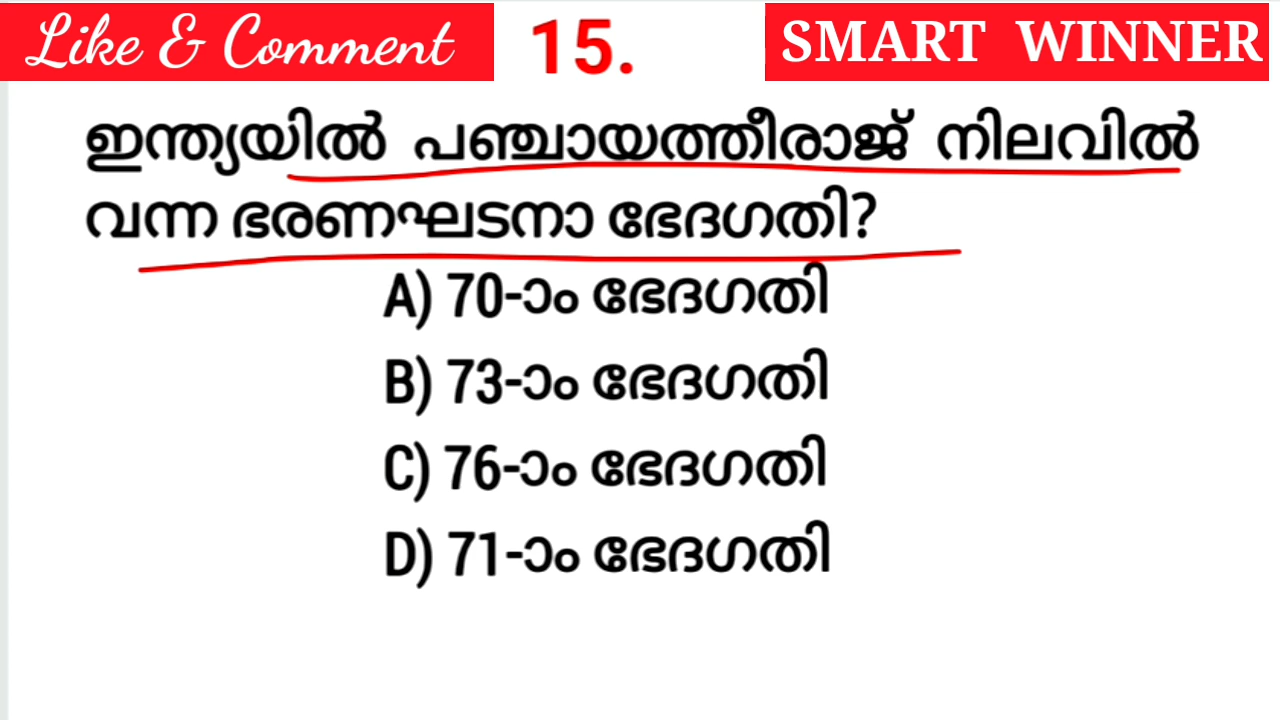 Like & Comment 15. SMART WINNER
ഇന്ത്യയിൽ പഞ്ചായത്തീരാജ് നിലവിൽ
വന്ന ഭരണഘടനാ ഭേദഗതി?
A) 70-ാം ഭേദഗതി
B) 73-ാം ഭേദഗതി
C) 76-ാം ഭേദഗതി
D) 71-ാം ഭേദഗതി